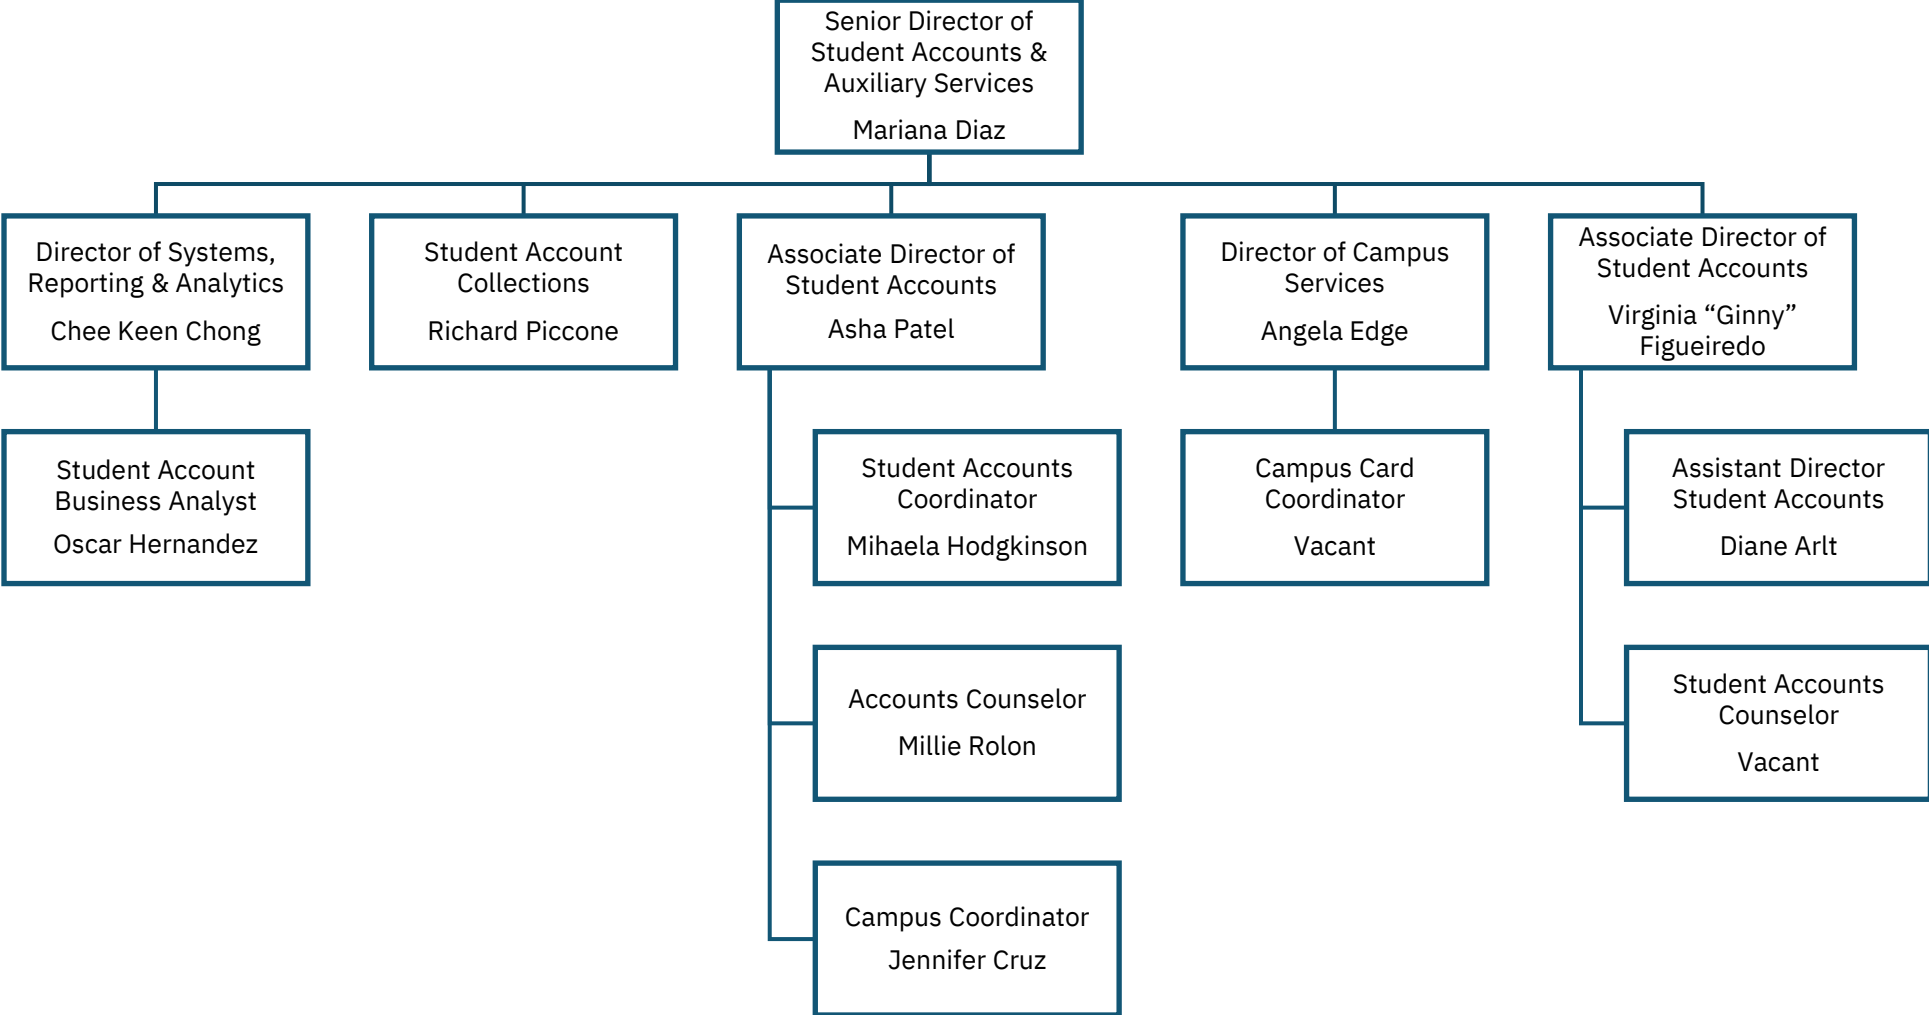 Senior Director of
Student Accounts &
Auxiliary Services
Mariana Diaz
Director of Systems,
Reporting & Analytics
Chee Keen Chong
Student Account
Collections
Richard Piccone
Associate Director of
Student Accounts
Asha Patel
Director of Campus
Services
Angela Edge
Associate Director of
Student Accounts
Virginia “Ginny”
Figueiredo
Student Account
Business Analyst
Oscar Hernandez
Student Accounts
Coordinator
Mihaela Hodgkinson
Campus Card
Coordinator
Vacant
Assistant Director
Student Accounts
Diane Arlt
Accounts Counselor
Millie Rolon
Student Accounts
Counselor
Vacant
Campus Coordinator
Jennifer Cruz